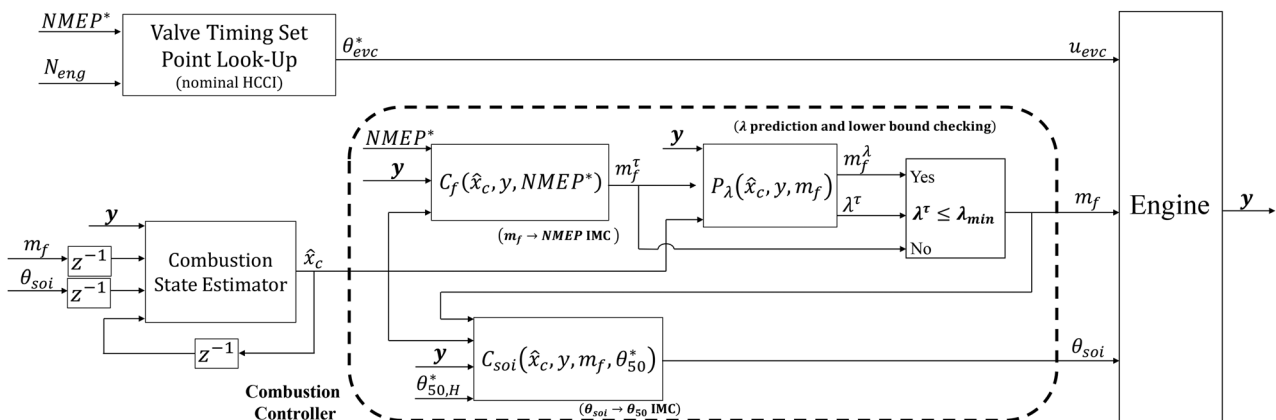 NMEP*
N_eng
Valve Timing Set
Point Look-Up
(nominal HCCI)
θ*_evc
u_evc
(λ prediction and lower bound checking)
NMEP*
y
C_f(x̂_c, y, NMEP*)
m_f^τ
(m_f → NMEP IMC)
y
P_λ(x̂_c, y, m_f)
m_f^λ
λ^τ
Yes
λ^τ ≤ λ_min
No
m_f
Engine
y
y
m_f
z⁻¹
θ_soi
z⁻¹
Combustion
State Estimator
x̂_c
z⁻¹
y
θ*_50,H
C_soi(x̂_c, y, m_f, θ*_50)
(θ_soi → θ_50 IMC)
θ_soi
Combustion
Controller